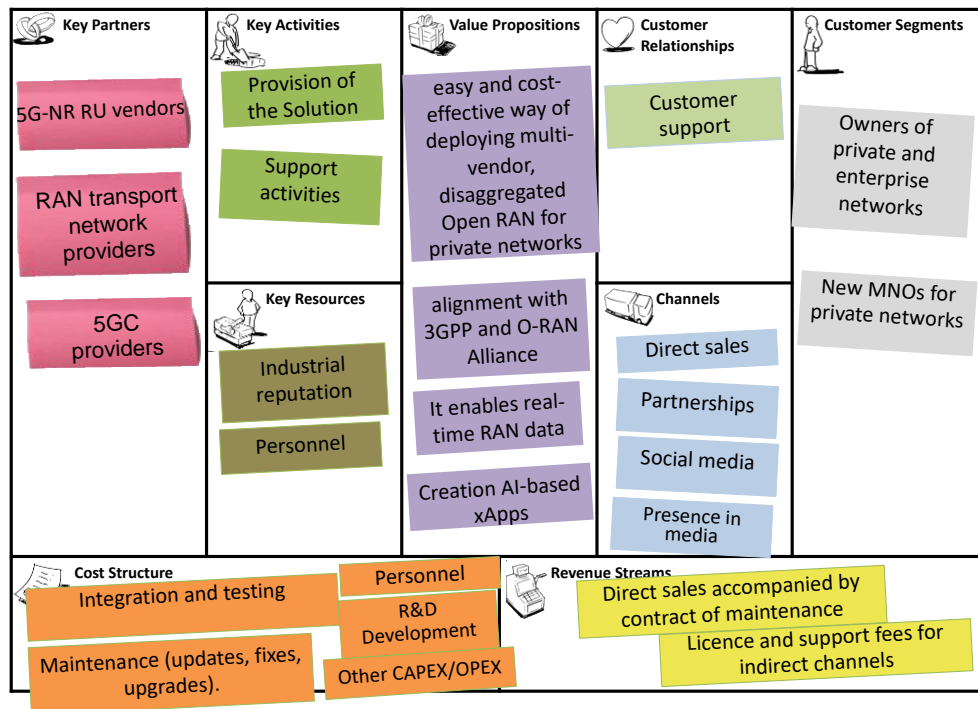 Key Partners
5G-NR RU vendors
RAN transport
network
providers
5GC
providers
Key Activities
Provision of
the Solution
Support
activities
Key Resources
Industrial
reputation
Personnel
Value Propositions
easy and cost-
effective way of
deploying multi-
vendor,
disaggregated
Open RAN for
private networks
alignment with
3GPP and O-RAN
Alliance
It enables real-
time RAN data
Creation AI-based
xApps
Customer
Relationships
Customer
support
Channels
Direct sales
Partnerships
Social media
Presence in
media
Customer Segments
Owners of
private and
enterprise
networks
New MNOs for
private networks
Cost Structure
Integration and testing
Maintenance (updates, fixes,
upgrades).
Personnel
R&D
Development
Other CAPEX/OPEX
Revenue Streams
Direct sales accompanied by
contract of maintenance
Licence and support fees for
indirect channels